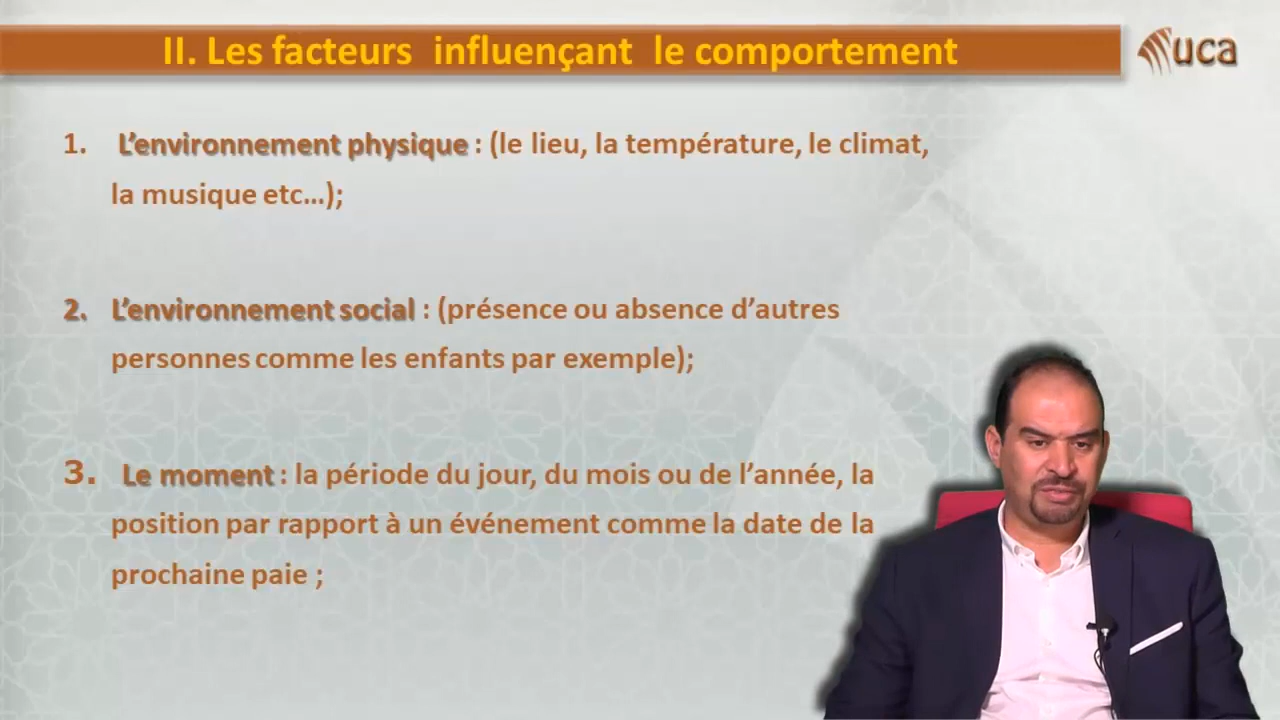 II. Les facteurs influençant le comportement
uca
1. L’environnement physique : (le lieu, la température, le climat,
la musique etc…);
2. L’environnement social : (présence ou absence d’autres
personnes comme les enfants par exemple);
3. Le moment : la période du jour, du mois ou de l’année, la
position par rapport à un événement comme la date de la
prochaine paie ;